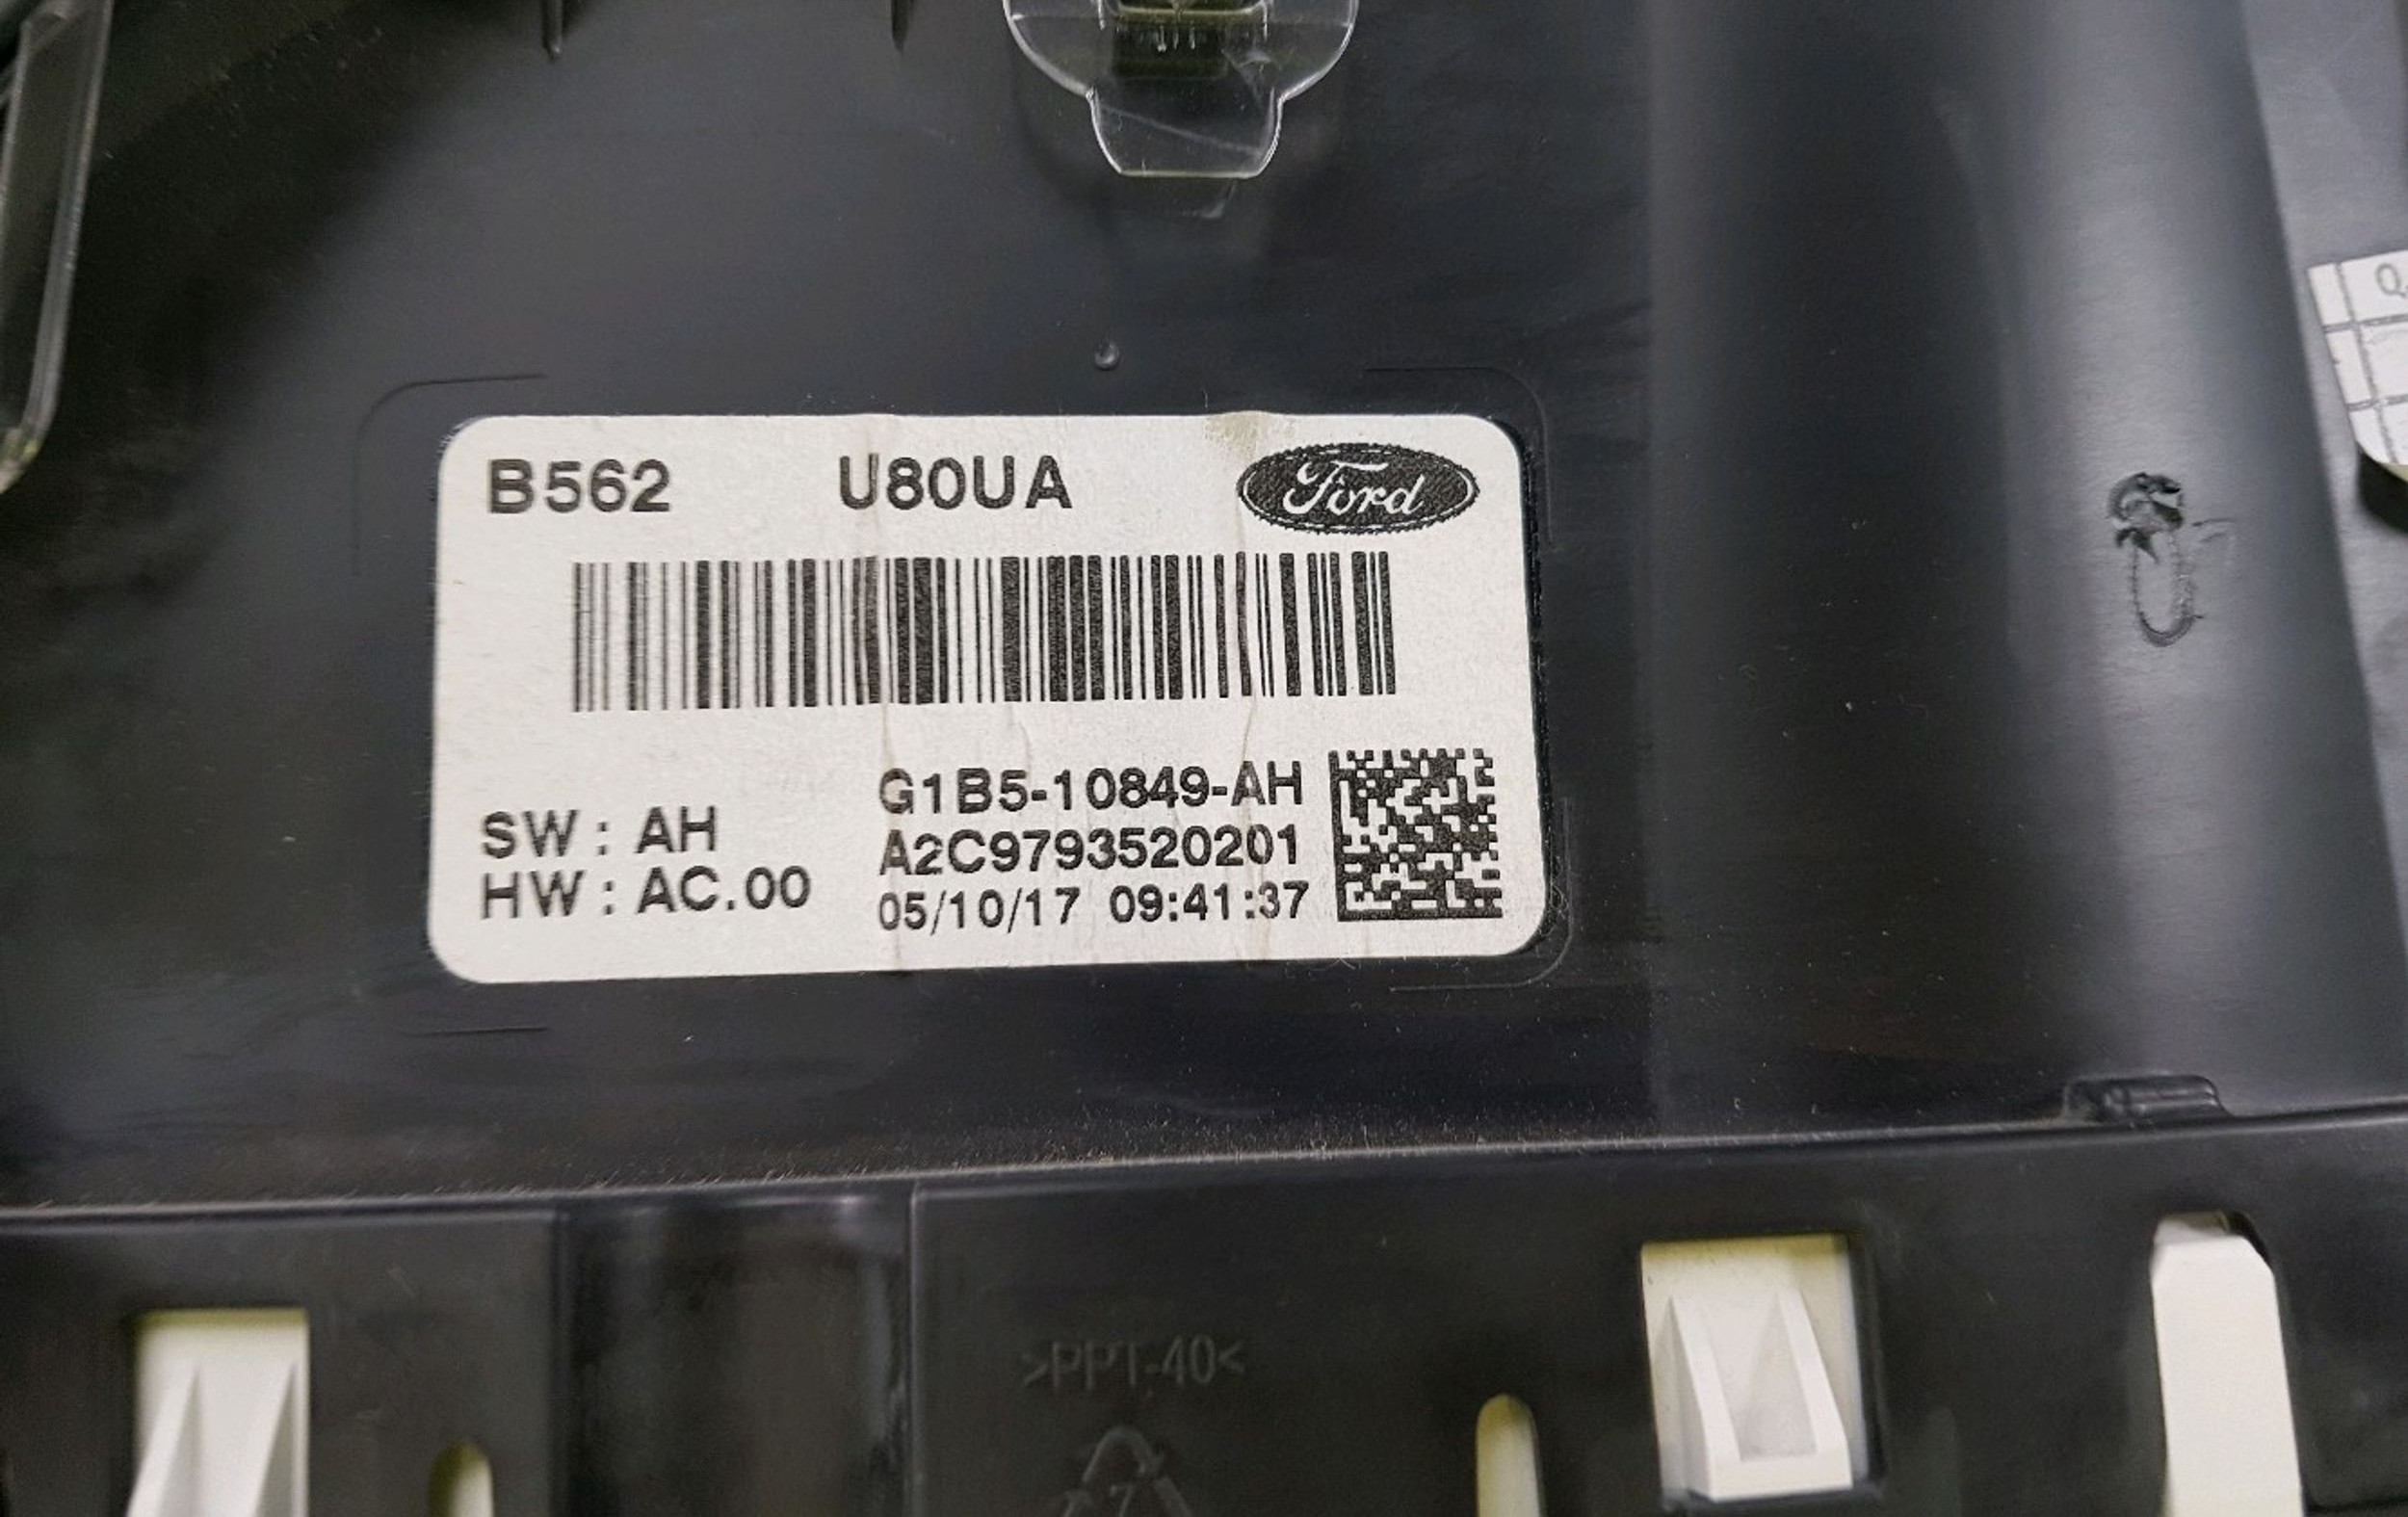 B562 U80UA Ford
G1B5-10849-AH
SW : AH
A2C9793520201
HW : AC.00
05/10/17 09:41:37
>PPT-40<
7